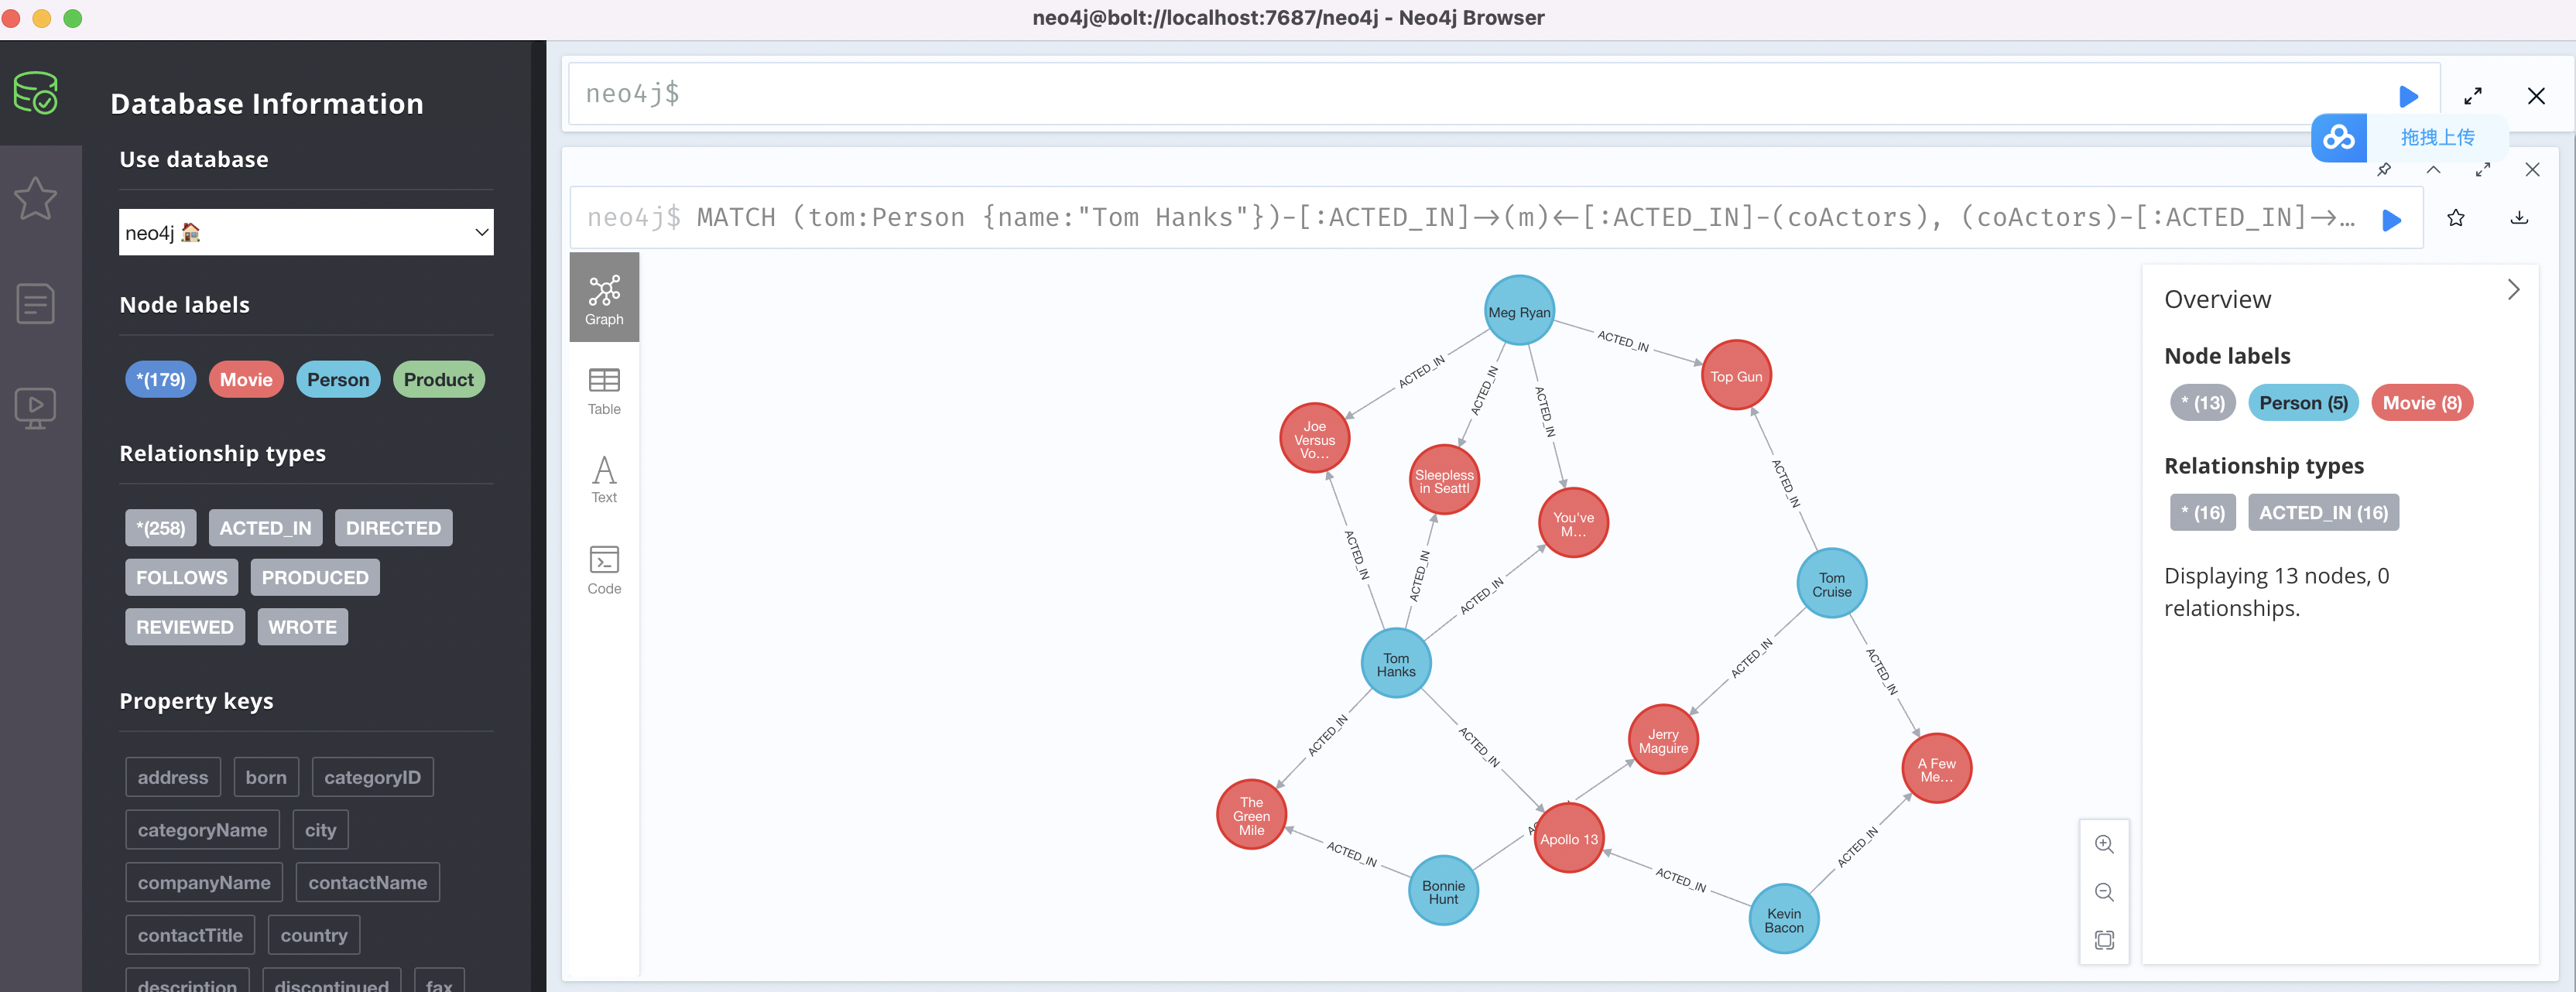 neo4j@bolt://localhost:7687/neo4j - Neo4j Browser
Database Information
Use database
neo4j
Node labels
*(179) Movie Person Product
Relationship types
*(258) ACTED_IN DIRECTED
FOLLOWS PRODUCED
REVIEWED WROTE
Property keys
address born categoryID
categoryName city
companyName contactName
contactTitle country
description discontinued fax
neo4j$
拖拽上传
neo4j$ MATCH (tom:Person {name:"Tom Hanks"})-[:ACTED_IN]→(m)←[:ACTED_IN]-(coActors), (coActors)-[:ACTED_IN]→…
Graph
Table
Text
Code
Meg Ryan
ACTED_IN
ACTED_IN
ACTED_IN
ACTED_IN
Top Gun
Joe
Versus
Vo...
Sleepless
in Seattl
You've
M...
ACTED_IN
ACTED_IN
ACTED_IN
ACTED_IN
Tom
Cruise
Tom
Hanks
ACTED_IN
ACTED_IN
ACTED_IN
ACTED_IN
Jerry
Maguire
A Few
Me...
The
Green
Mile
Apollo 13
ACTED_IN
ACTED_IN
ACTED_IN
Bonnie
Hunt
Kevin
Bacon
Overview
Node labels
* (13) Person (5) Movie (8)
Relationship types
* (16) ACTED_IN (16)
Displaying 13 nodes, 0
relationships.